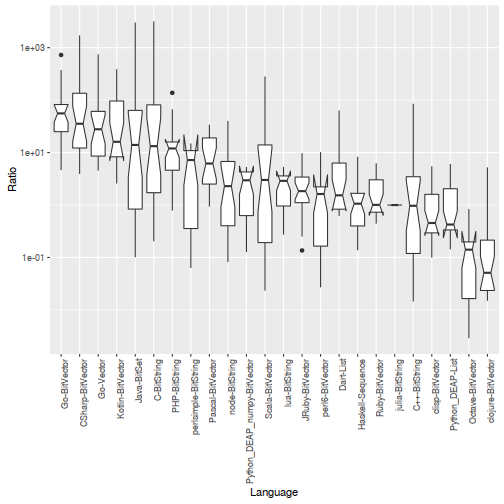 1e+03
1e+01
1e-01
Ratio
Go-BitVector
CSharp-BitVector
Go-Vector
Kotlin-BitVector
Java-BitSet
C-BitString
PHP-BitString
perlsimple-BitString
Pascal-BitVector
node-BitString
Python_DEAP_numpy-BitVector
Scala-BitVector
lua-BitString
JRuby-BitVector
perl6-BitVector
Dart-List
Haskell-Sequence
Ruby-BitVector
julia-BitString
C++-BitString
disp-BitVector
Python_DEAP-List
Octave-BitVector
clojure-BitVector
Language